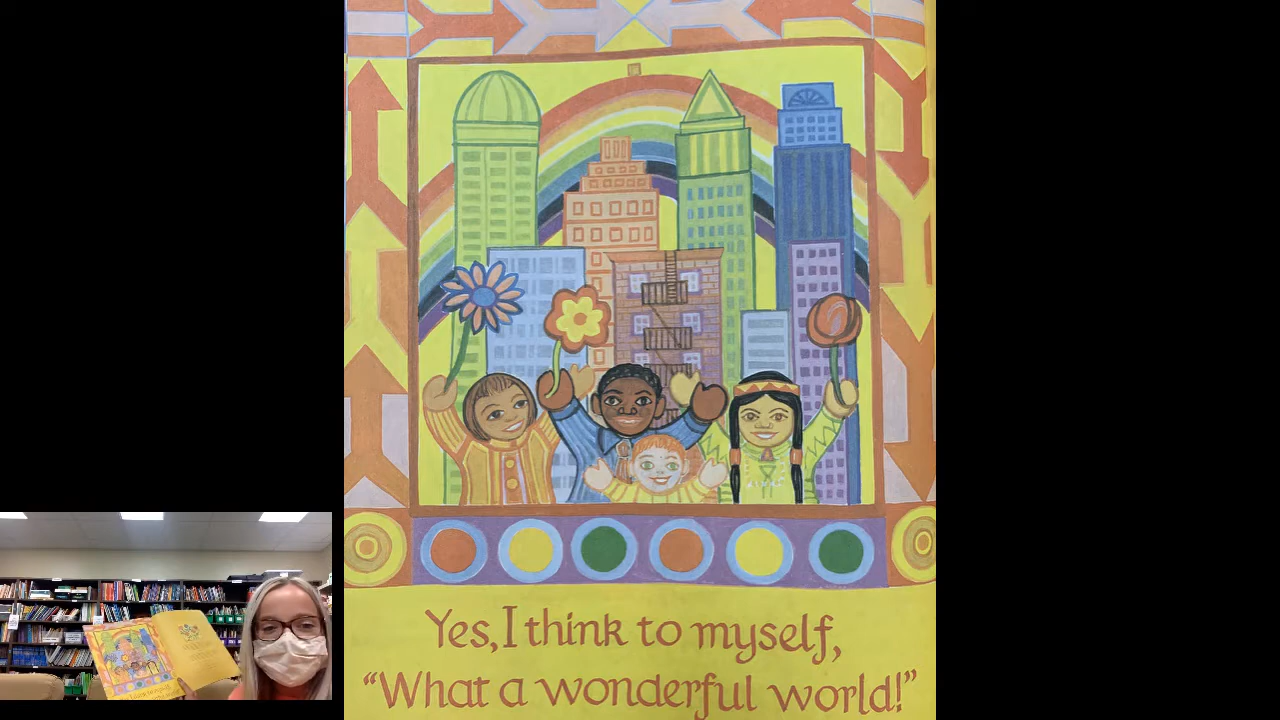 Yes, I think to myself,
“What a wonderful world!”